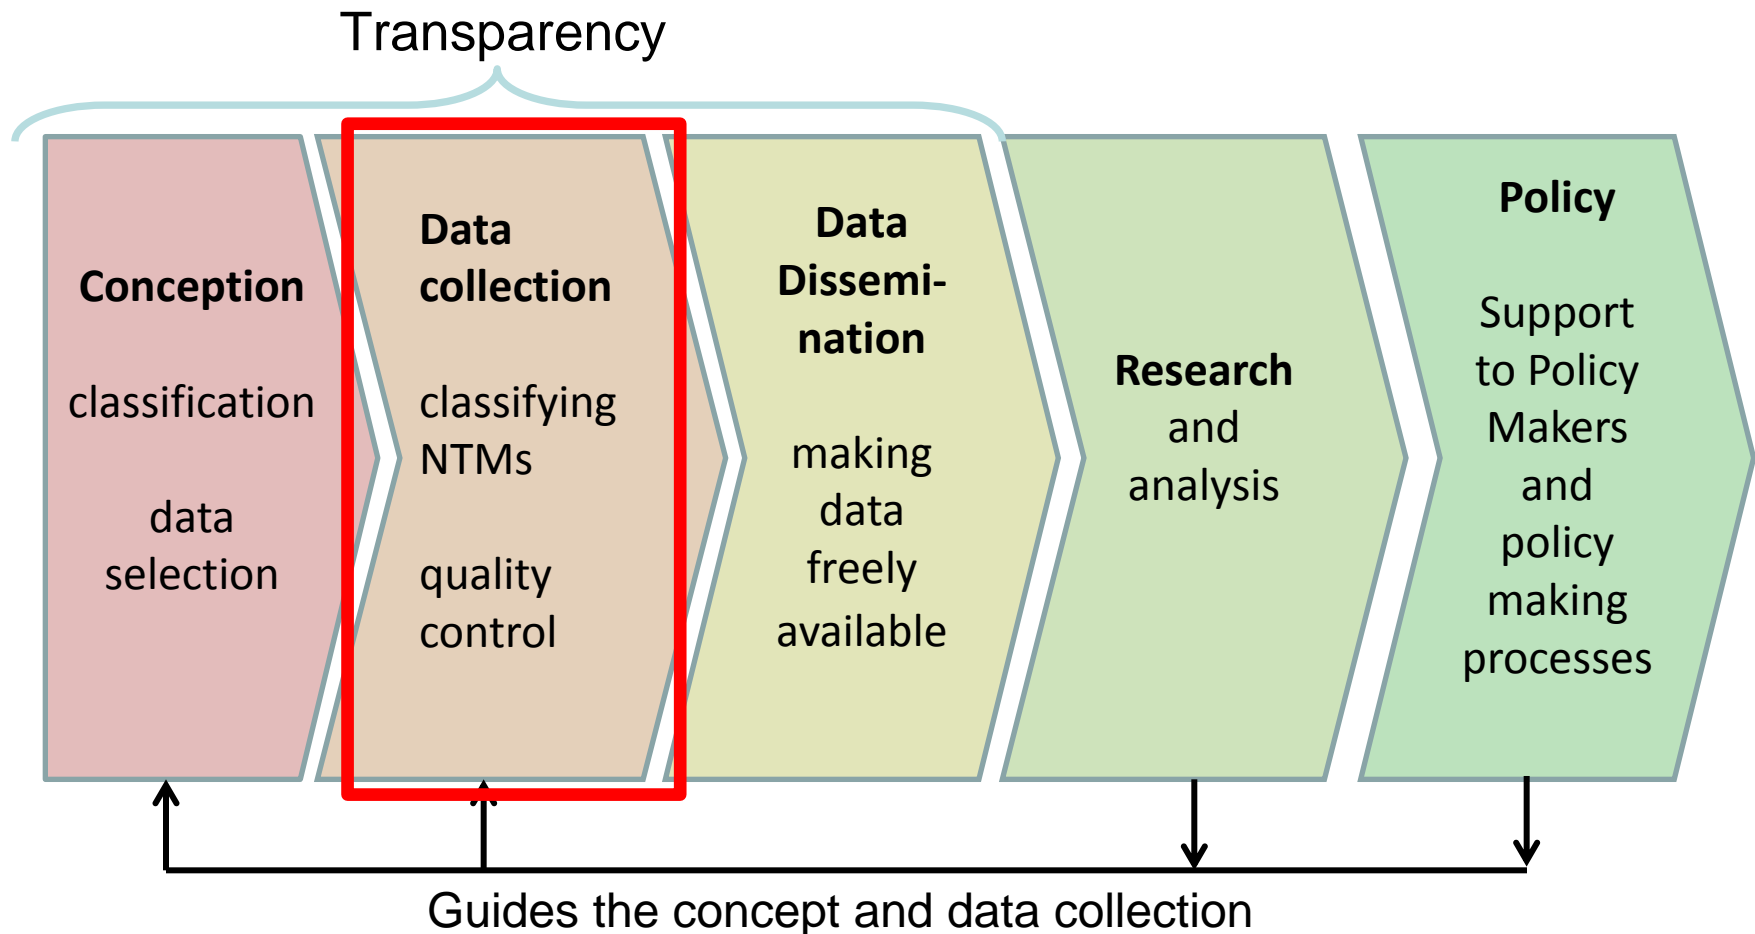 Transparency
Conception
classification
data
selection
Data
collection
classifying
NTMs
quality
control
Data
Dissemi-
nation
making
data
freely
available
Research
and
analysis
Policy
Support
to Policy
Makers
and
policy
making
processes
Guides the concept and data collection